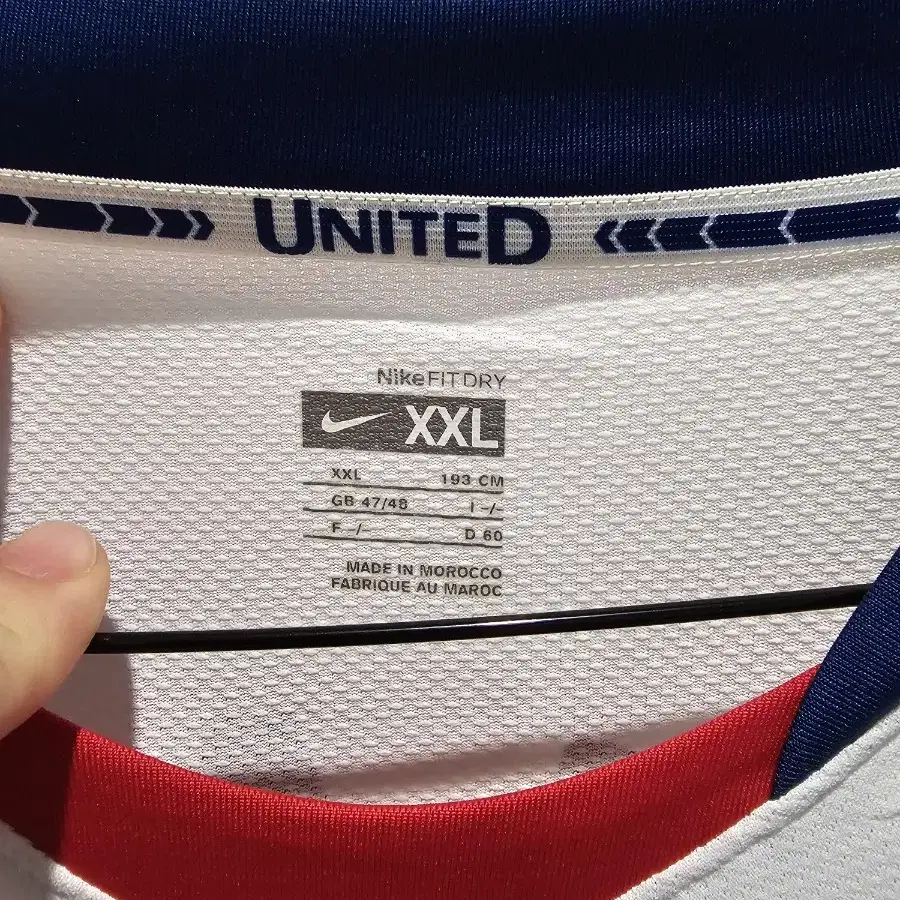 UNITED
NikeFITDRY
XXL
XXL 193 CM
GB 47/48 I -/-
F -/- D 60
MADE IN MOROCCO
FABRIQUE AU MAROC